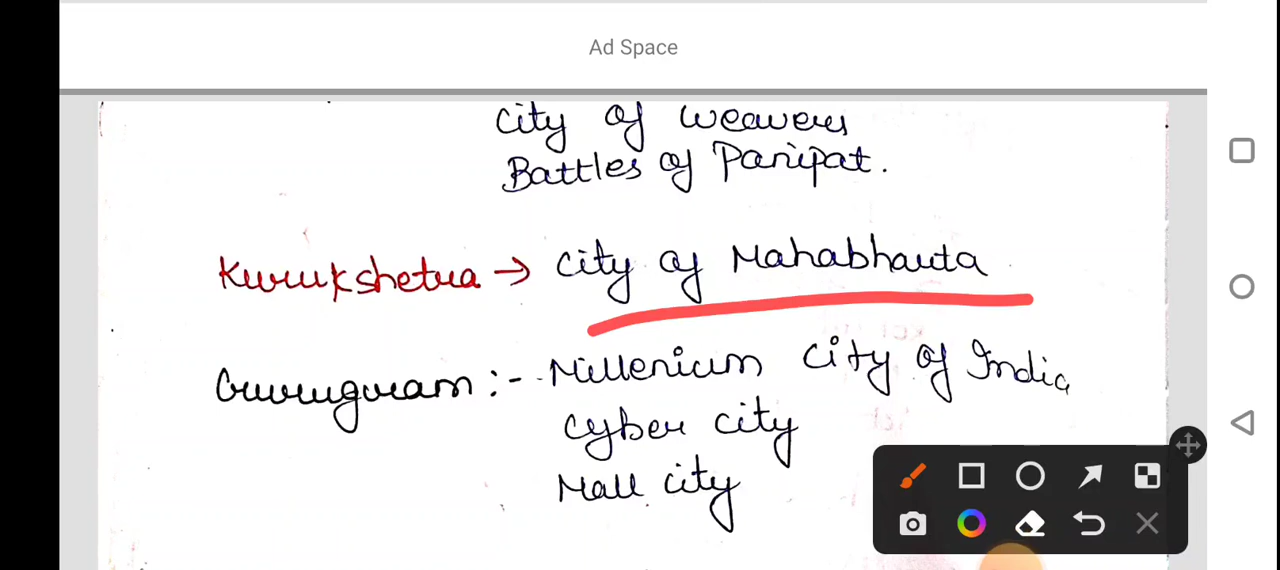 Ad Space
City of weavers
Battles of Panipat.
Kurukshetra → City of Mahabharta
Gurugram :- Millenium city of India
Cyber city
Mall city